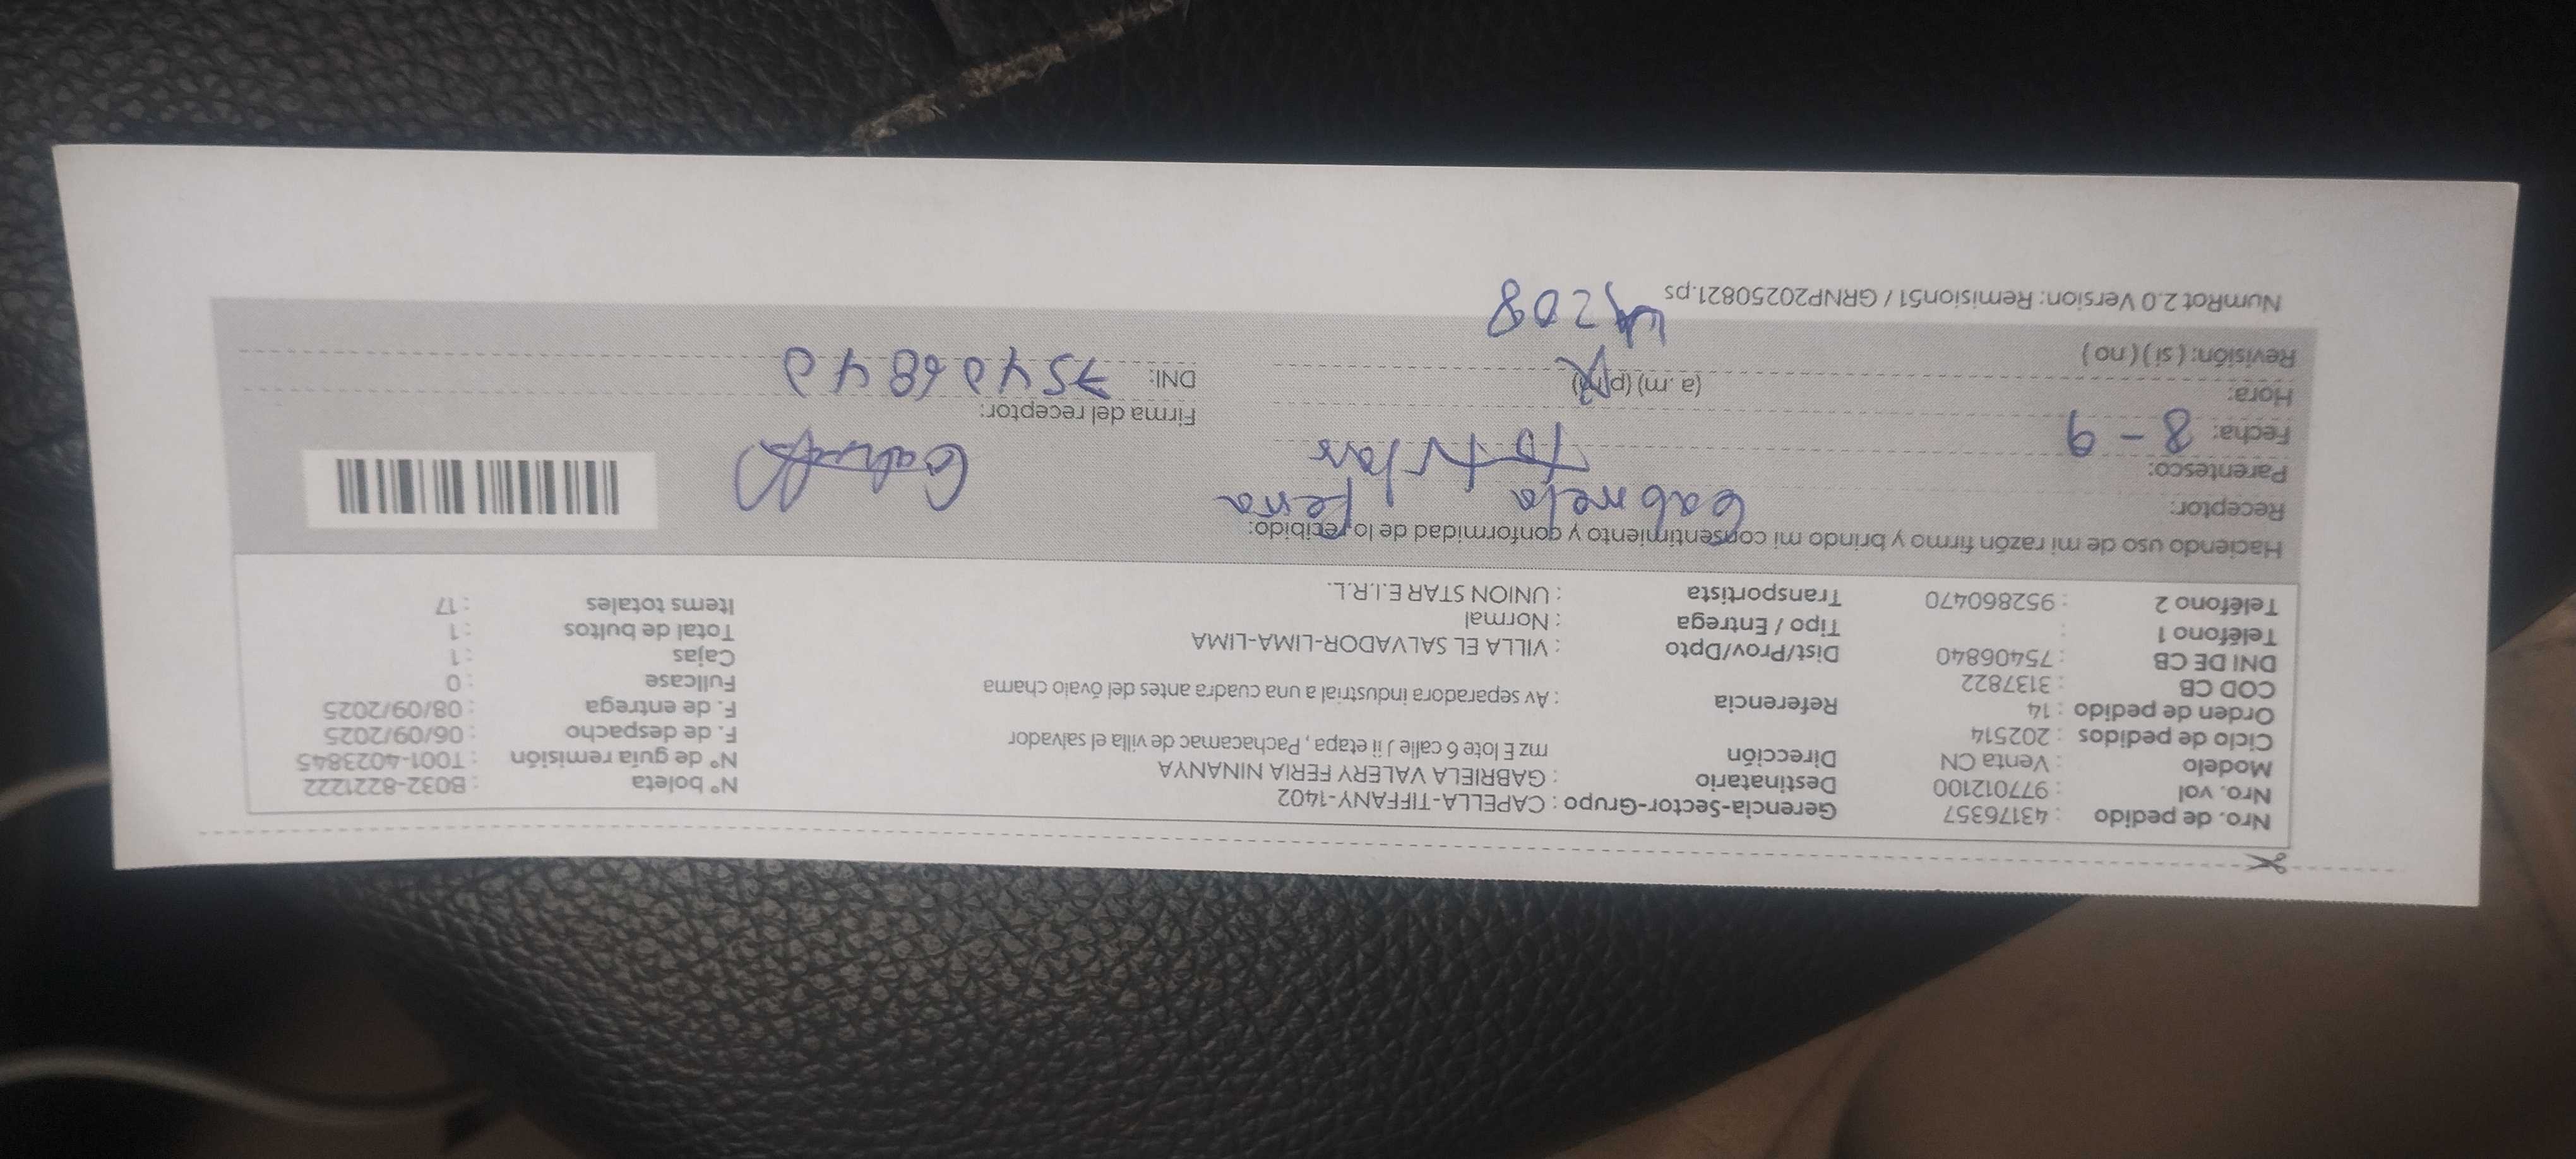 Nro. de pedido : 43176357 Gerencia-Sector-Grupo : CAPELLA-TIFFANY-1402 N° boleta : B032-8221222
Nro. vol : 977012100 Destinatario : GABRIELA VALERY FERIA NINANYA N° de guía remisión : T001-4023845
Modelo : Venta CN Dirección mz E lote 6 calle J ii etapa , Pachacamac de villa el salvador F. de despacho : 06/09/2025
Ciclo de pedidos : 202514 F. de entrega : 08/09/2025
Orden de pedido : 14 Referencia : Av separadora industrial a una cuadra antes del óvalo chama Fullcase : 0
COD CB : 3137822 Cajas : 1
DNI DE CB : 75406840 Dist/Prov/Dpto : VILLA EL SALVADOR-LIMA-LIMA Total de bultos : 1
Teléfono 1 : Tipo / Entrega : Normal Items totales : 17
Teléfono 2 : 952860470 Transportista : UNION STAR E.I.R.L.
Haciendo uso de mi razón firmo y brindo mi consentimiento y conformidad de lo recibido:
Receptor: Gabriela Feria
Parentesco: titular
Fecha: 8-9 Firma del receptor:
Hora: (a. m) (p.m) DNI: 75406840
Revisión: ( si ) ( no )
208
NumRot 2.0 Version: Remision51 / GRNP20250821.ps